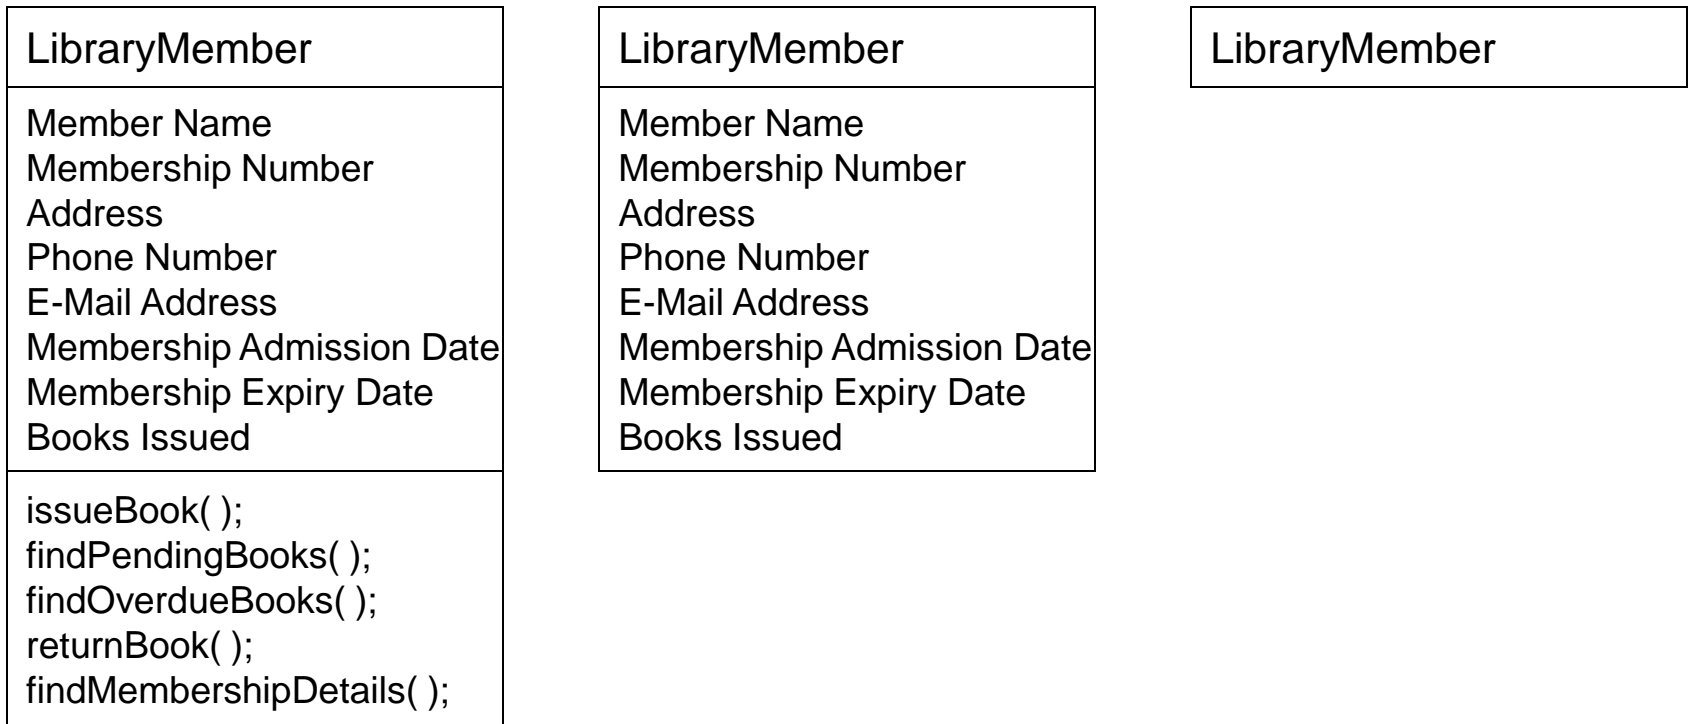 LibraryMember
Member Name
Membership Number
Address
Phone Number
E-Mail Address
Membership Admission Date
Membership Expiry Date
Books Issued
issueBook( );
findPendingBooks( );
findOverdueBooks( );
returnBook( );
findMembershipDetails( );
LibraryMember
Member Name
Membership Number
Address
Phone Number
E-Mail Address
Membership Admission Date
Membership Expiry Date
Books Issued
LibraryMember